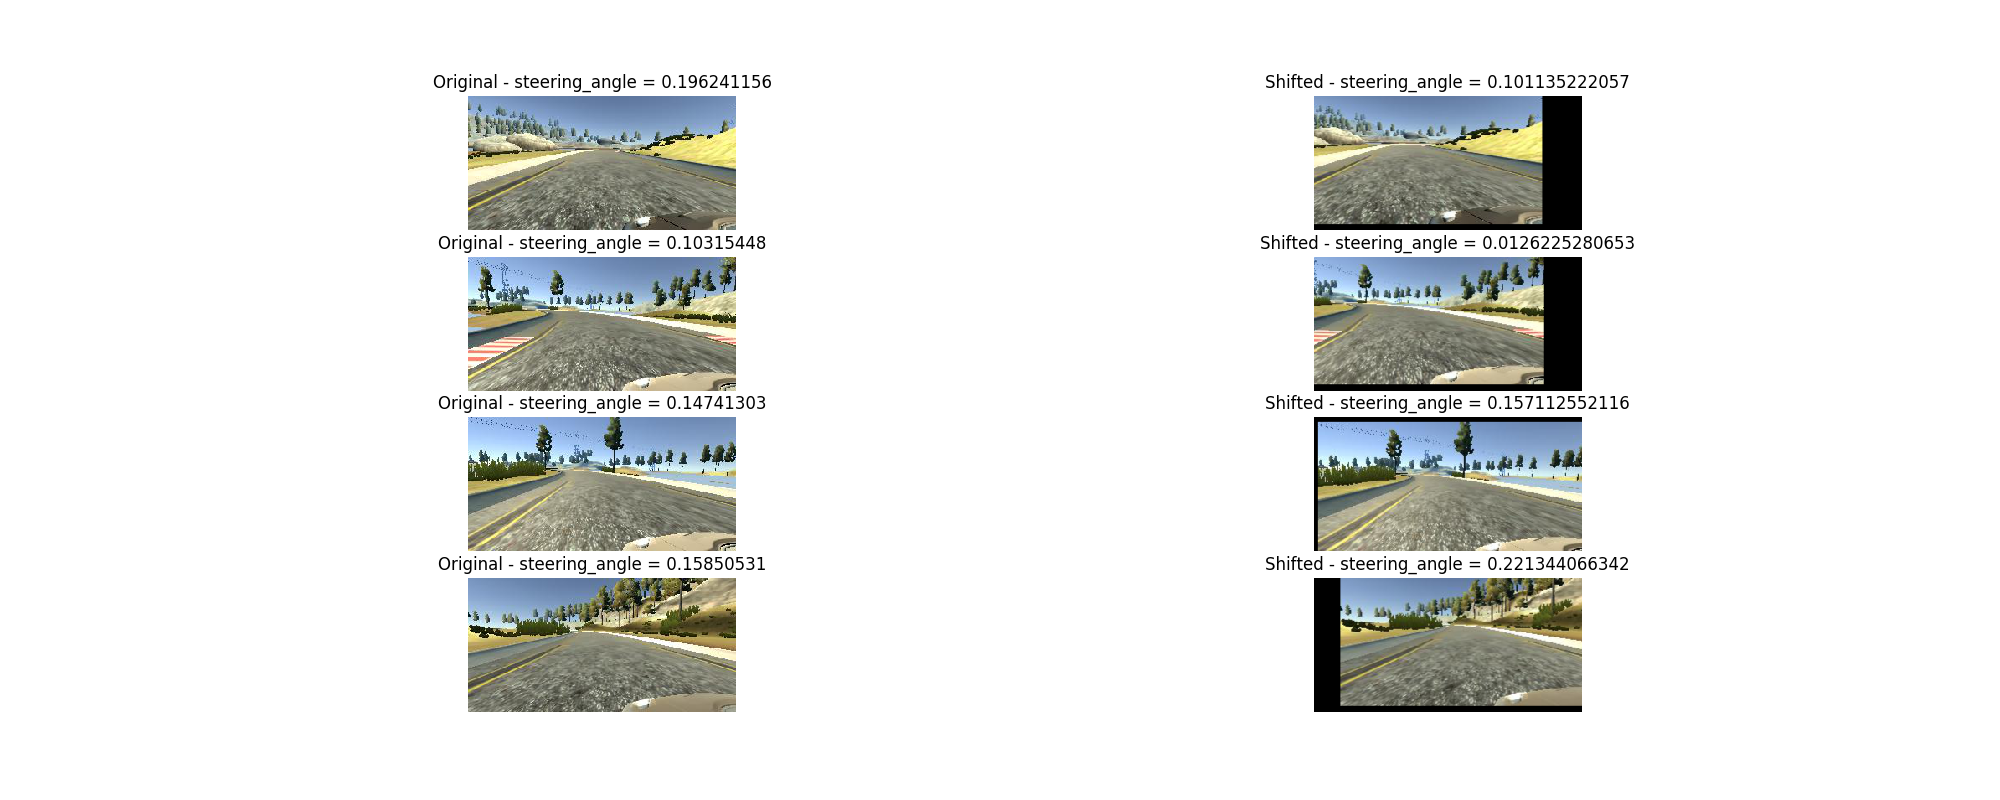 Original - steering_angle = 0.196241156
Shifted - steering_angle = 0.101135222057
Original - steering_angle = 0.10315448
Shifted - steering_angle = 0.0126225280653
Original - steering_angle = 0.14741303
Shifted - steering_angle = 0.157112552116
Original - steering_angle = 0.15850531
Shifted - steering_angle = 0.221344066342